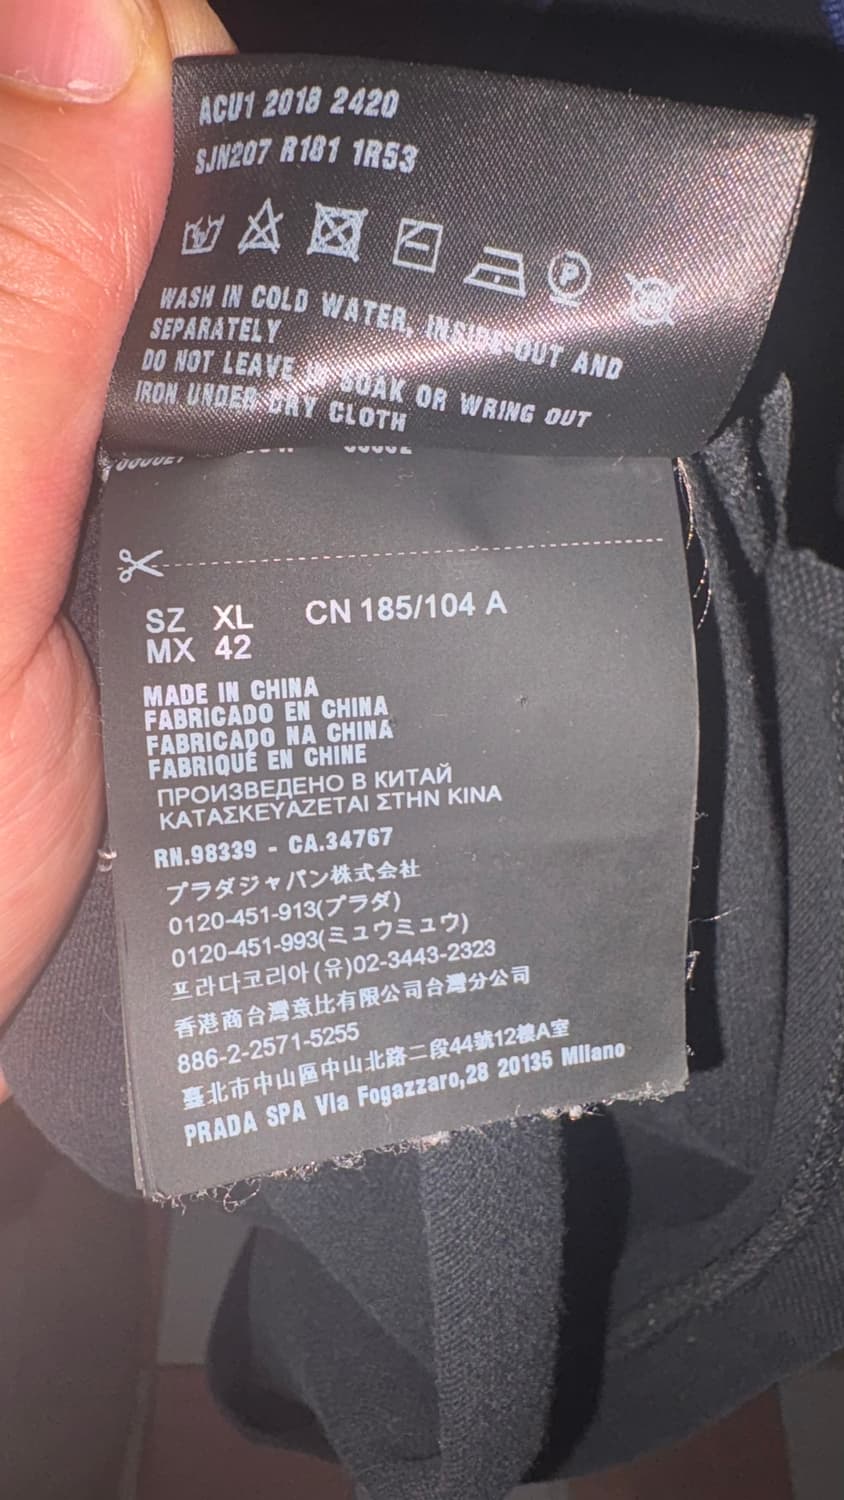 ACU1 2018 2420
SJN207 R181 1R53
P
WASH IN COLD WATER, INSIDE-OUT AND
SEPARATELY
DO NOT LEAVE IN SOAK OR WRING OUT
IRON UNDER DRY CLOTH
SZ XL CN 185/104 A
MX 42
MADE IN CHINA
FABRICADO EN CHINA
FABRICADO NA CHINA
FABRIQUÉ EN CHINE
ПРОИЗВЕДЕНО В КИТАЙ
KATAΣKEYAZETAI ΣTHN KINA
RN.98339 - CA.34767
プラダジャパン株式会社
0120-451-913(プラダ)
0120-451-993(ミュウミュウ)
프라다코리아(유)02-3443-2323
香港商台灣意比有限公司台灣分公司
886-2-2571-5255
臺北市中山區中山北路二段44號12樓A室
PRADA SPA Via Fogazzaro,28 20135 Milano